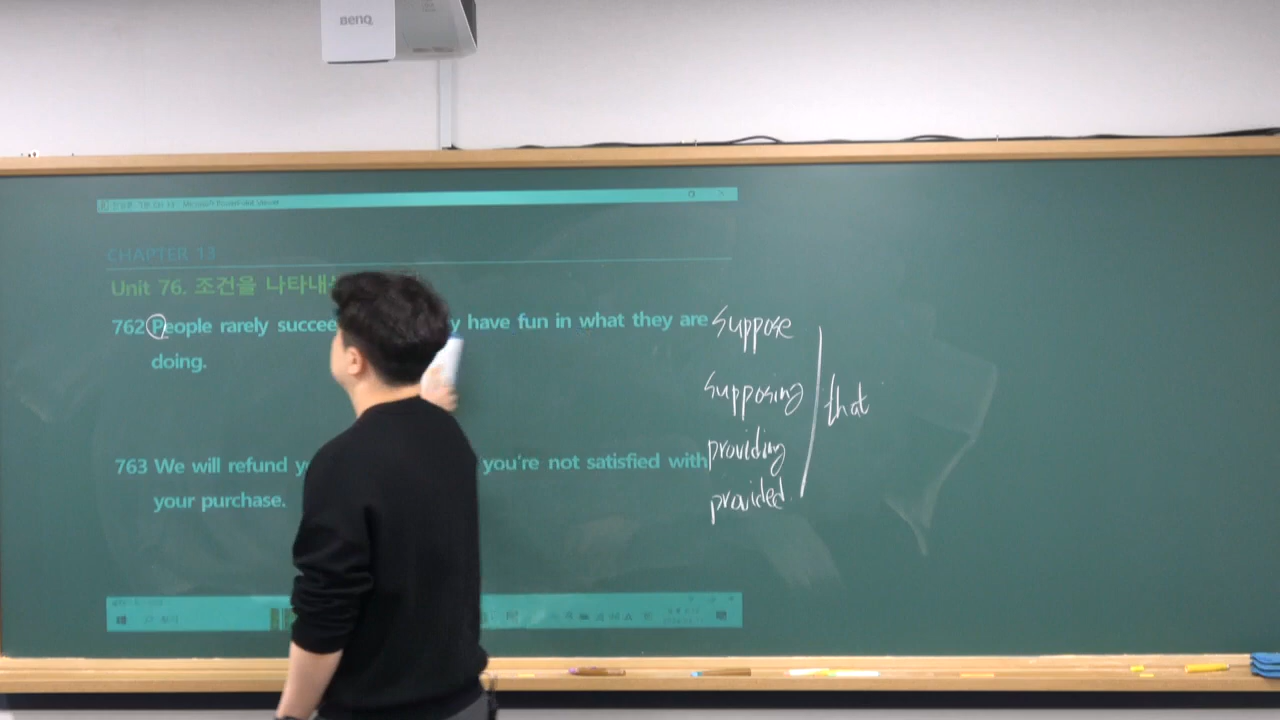 BenQ
CHAPTER 13
Unit 76. 조건을 나타내
762 People rarely succee y have fun in what they are
doing.
763 We will refund y you're not satisfied with
your purchase.
suppose
supposing
providing
provided.
that